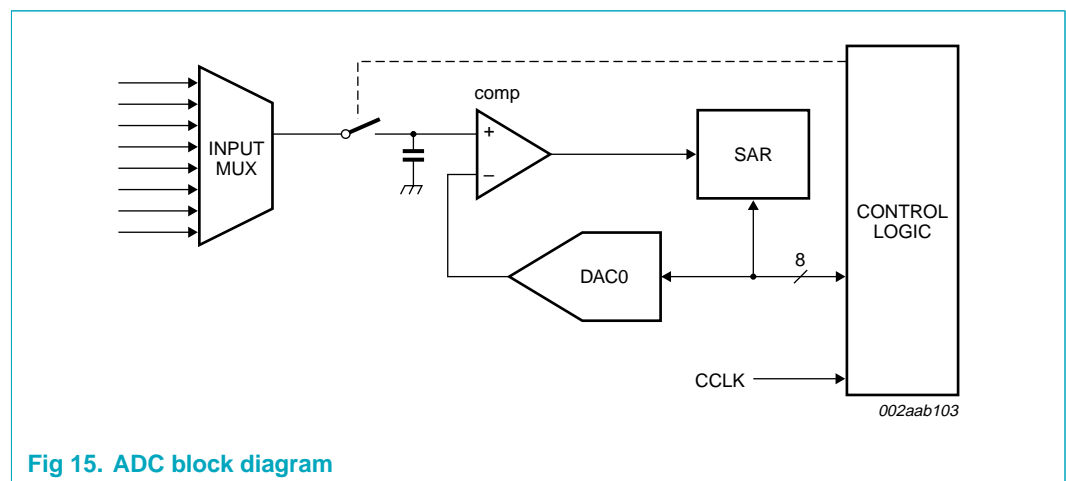 comp
+
−
INPUT
MUX
SAR
CONTROL
LOGIC
8
DAC0
CCLK
002aab103
Fig 15. ADC block diagram